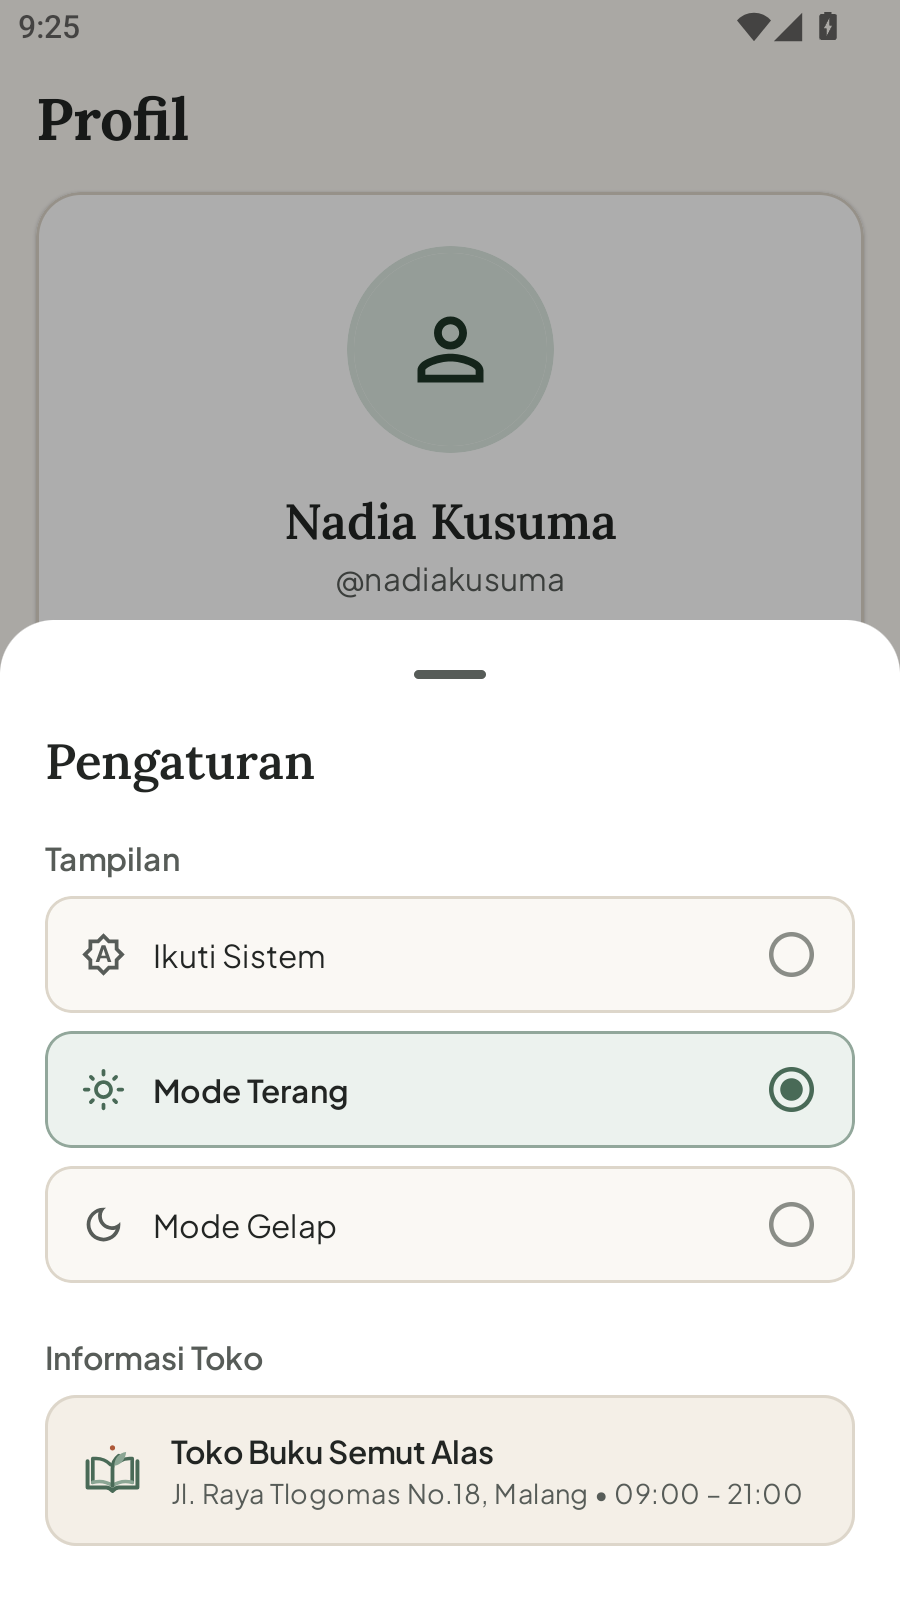 9:25
Profil
Nadia Kusuma
@nadiakusuma
Pengaturan
Tampilan
Ikuti Sistem
Mode Terang
Mode Gelap
Informasi Toko
Toko Buku Semut Alas
Jl. Raya Tlogomas No.18, Malang • 09:00 – 21:00